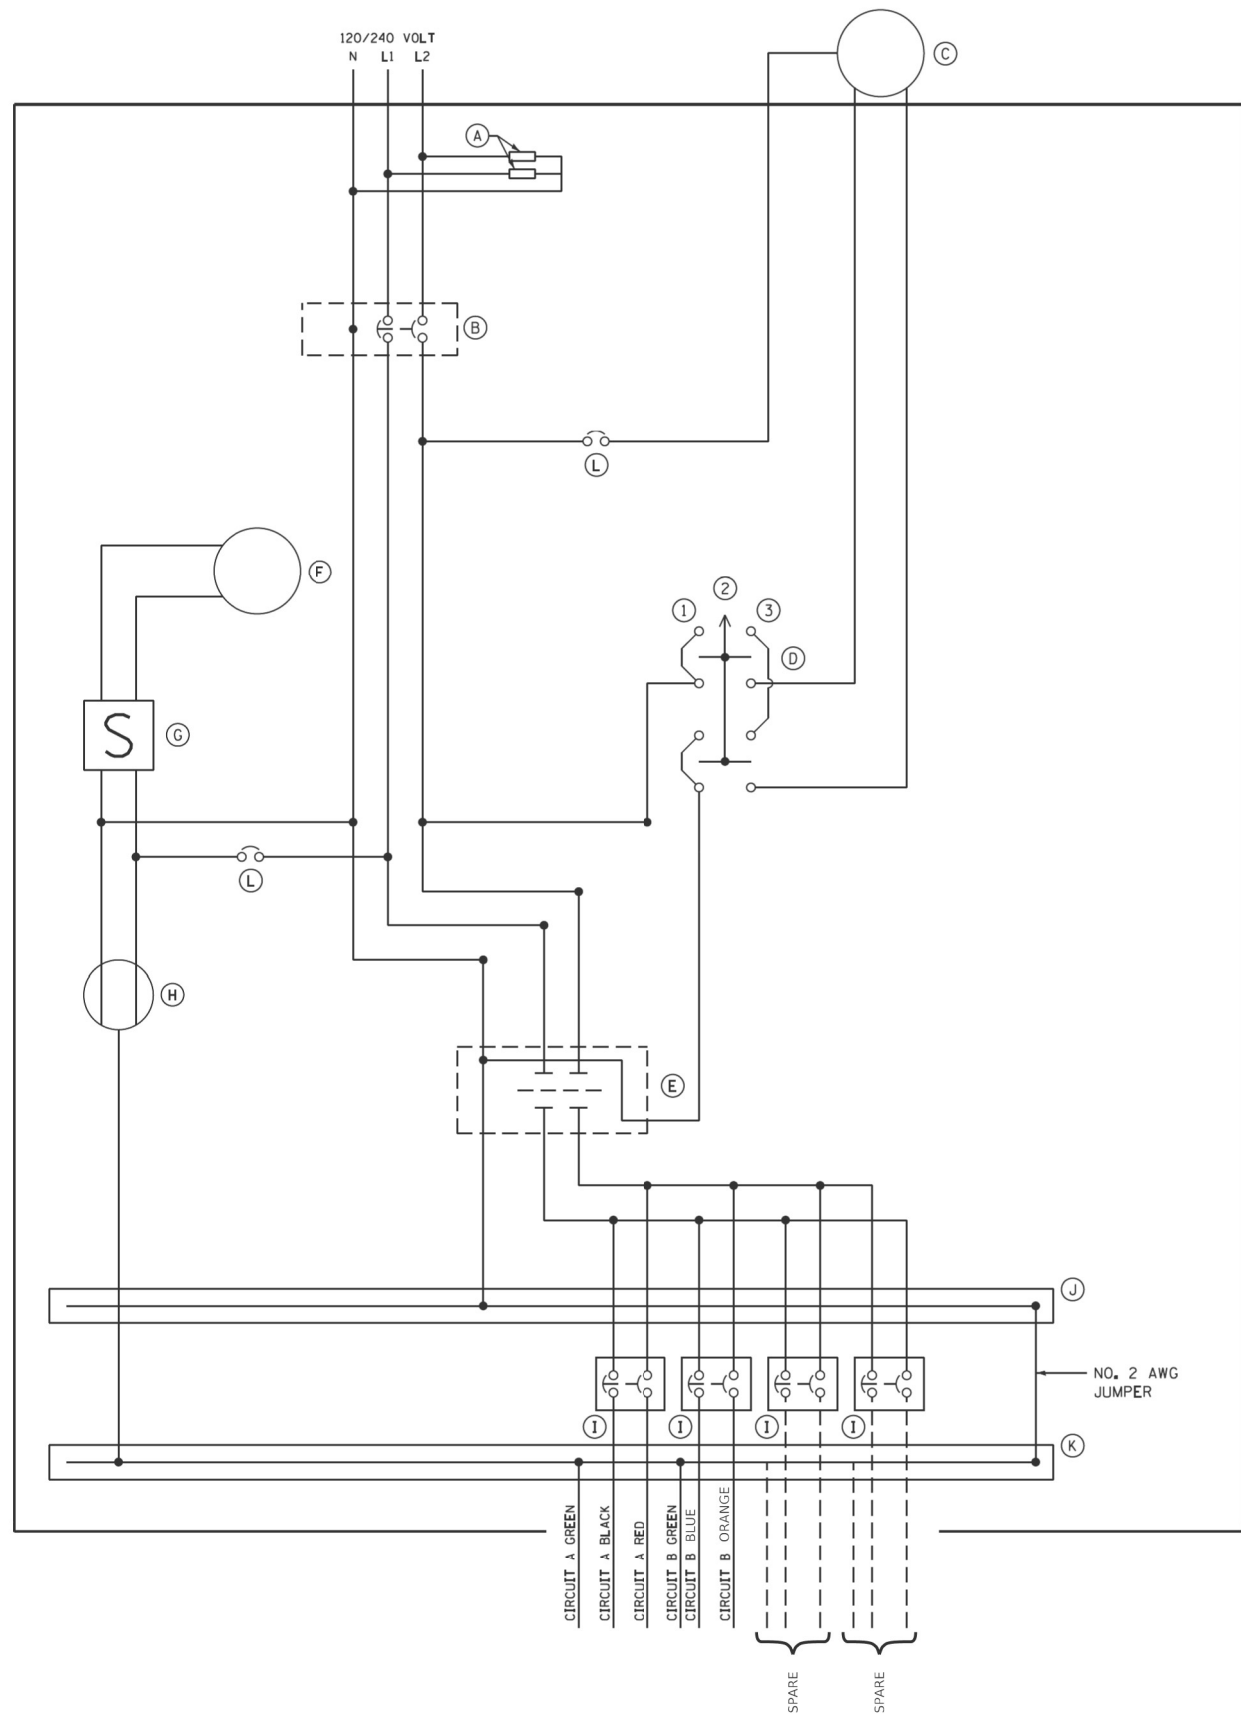 120/240 VOLT
N L1 L2
C
A
B
L
F
2
1 3
D
G
S
L
H
E
J
NO. 2 AWG
JUMPER
I I I I
K
CIRCUIT A GREEN
CIRCUIT A BLACK
CIRCUIT A RED
CIRCUIT B GREEN
CIRCUIT B BLUE
CIRCUIT B ORANGE
SPARE
SPARE